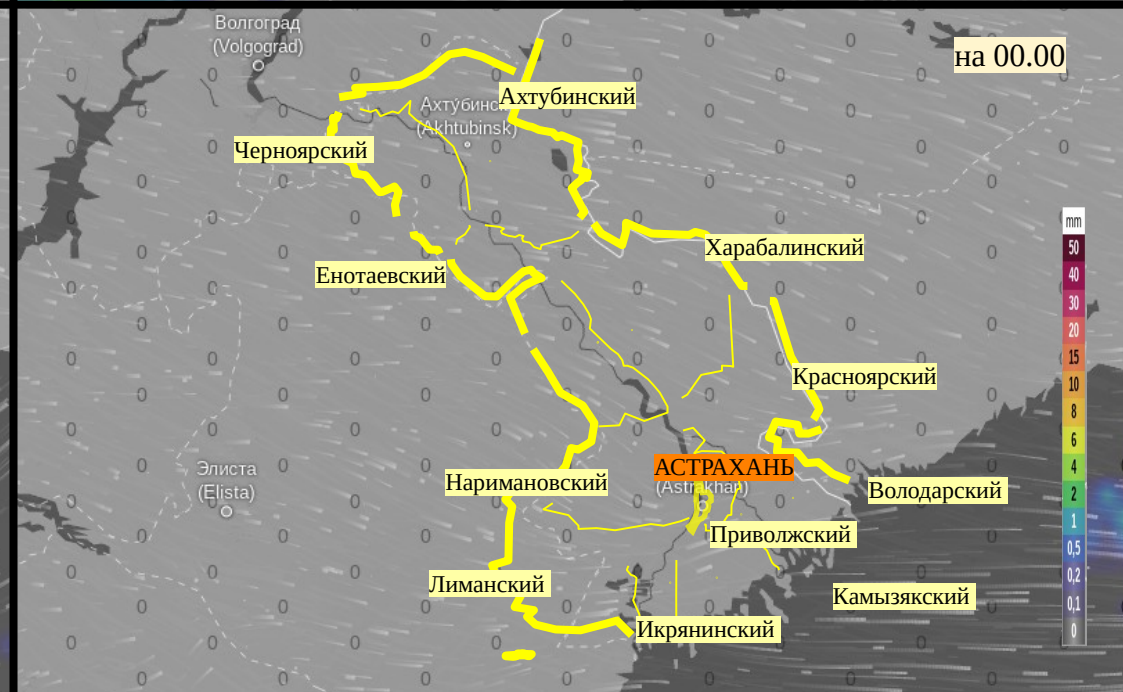 Волгоград
(Volgograd)
на 00.00
Ахтубинский
(Akhtubinsk)
Черноярский
Харабалинский
Енотаевский
Красноярский
Элиста
(Elista)
АСТРАХАНЬ
(Astrakhan)
Наримановский
Володарский
Приволжский
Лиманский
Камызякский
Икрянинский
mm
50
40
30
20
15
10
8
6
4
2
1
0,5
0,2
0,1
0